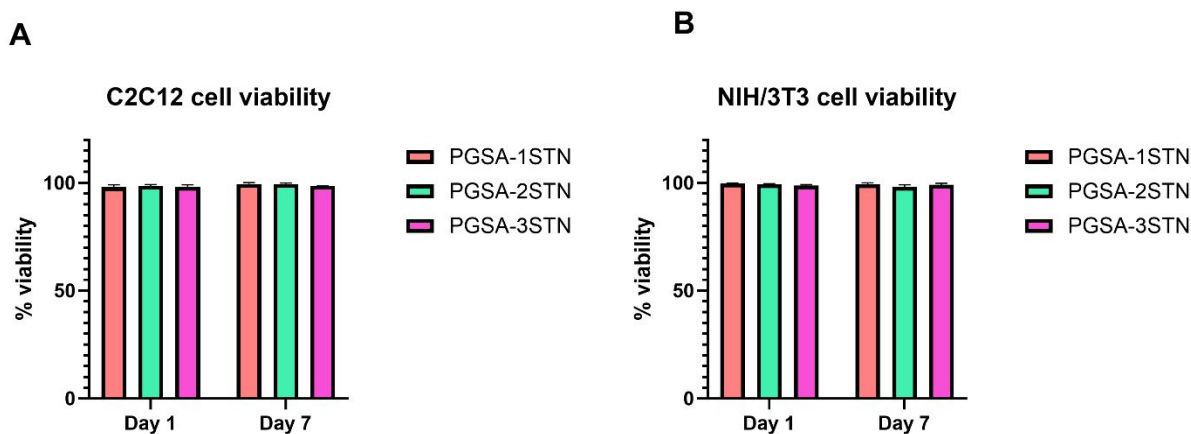 A
C2C12 cell viability
% viability
100
50
0
Day 1
Day 7
PGSA-1STN
PGSA-2STN
PGSA-3STN
B
NIH/3T3 cell viability
% viability
100
50
0
Day 1
Day 7
PGSA-1STN
PGSA-2STN
PGSA-3STN